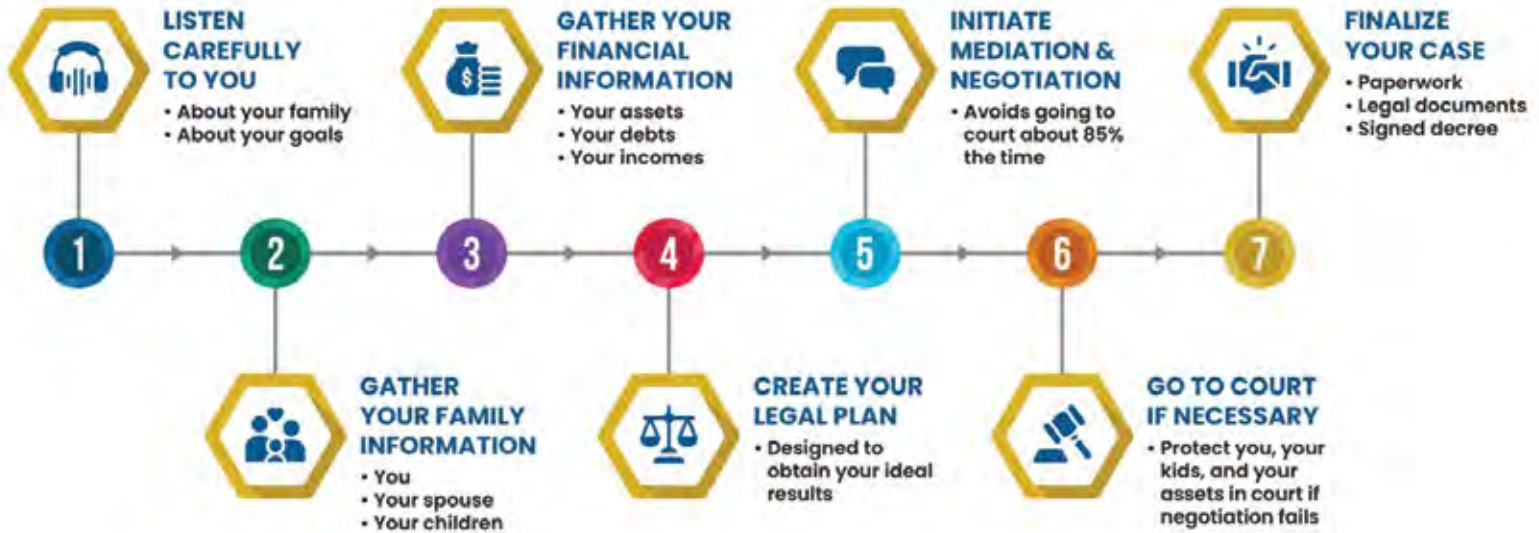 LISTEN
CAREFULLY
TO YOU
• About your family
• About your goals
GATHER YOUR
FINANCIAL
INFORMATION
• Your assets
• Your debts
• Your incomes
INITIATE
MEDIATION &
NEGOTIATION
• Avoids going to
court about 85%
the time
FINALIZE
YOUR CASE
• Paperwork
• Legal documents
• Signed decree
$
1
2
3
4
5
6
7
GATHER
YOUR FAMILY
INFORMATION
• You
• Your spouse
• Your children
CREATE YOUR
LEGAL PLAN
• Designed to
obtain your ideal
results
GO TO COURT
IF NECESSARY
• Protect you, your
kids, and your
assets in court if
negotiation fails